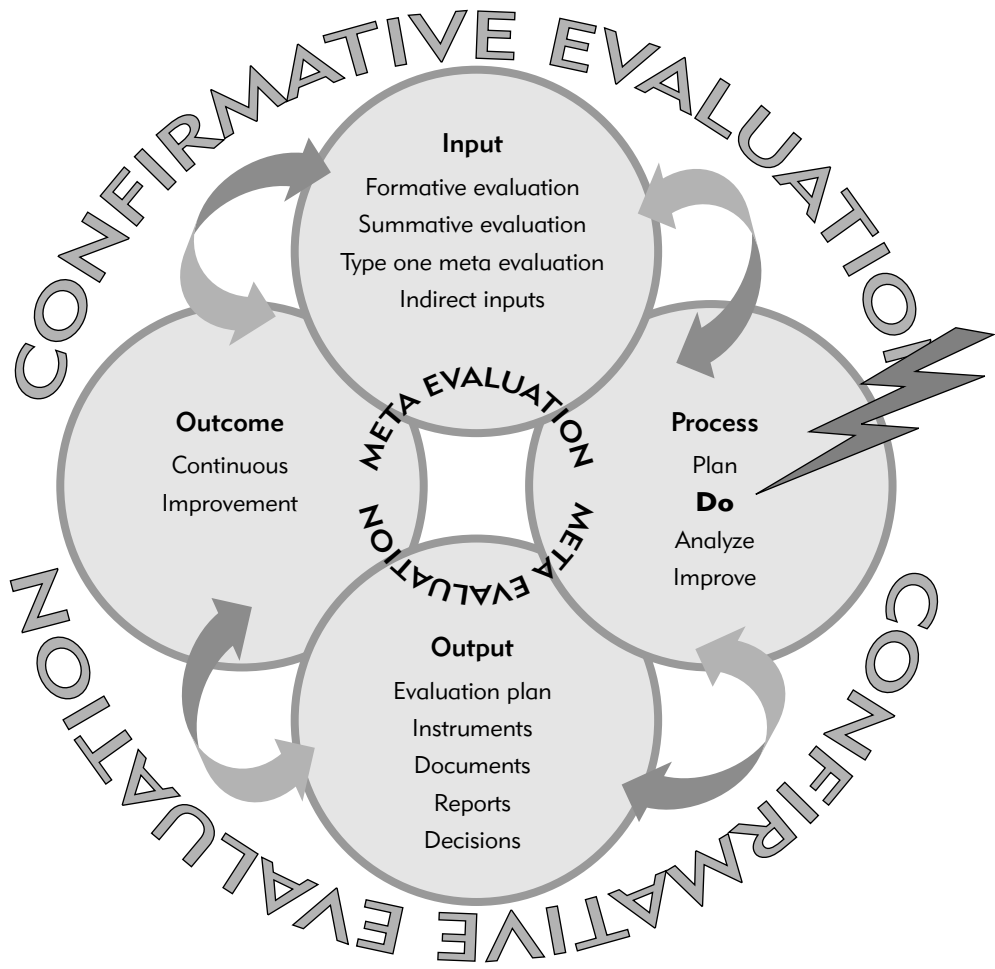 CONFIRMATIVE EVALUATION
Input
Formative evaluation
Summative evaluation
Type one meta evaluation
Indirect inputs
META EVALUATION
Outcome
Continuous
Improvement
Process
Plan
Do
Analyze
Improve
META EVALUATION
Output
Evaluation plan
Instruments
Documents
Reports
Decisions
CONFIRMATIVE EVALUATION